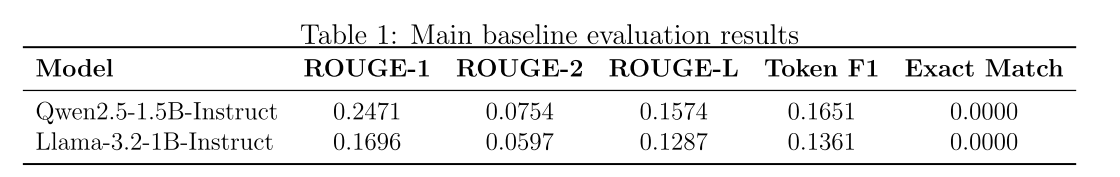 Table 1: Main baseline evaluation results
Model ROUGE-1 ROUGE-2 ROUGE-L Token F1 Exact Match
Qwen2.5-1.5B-Instruct 0.2471 0.0754 0.1574 0.1651 0.0000
Llama-3.2-1B-Instruct 0.1696 0.0597 0.1287 0.1361 0.0000